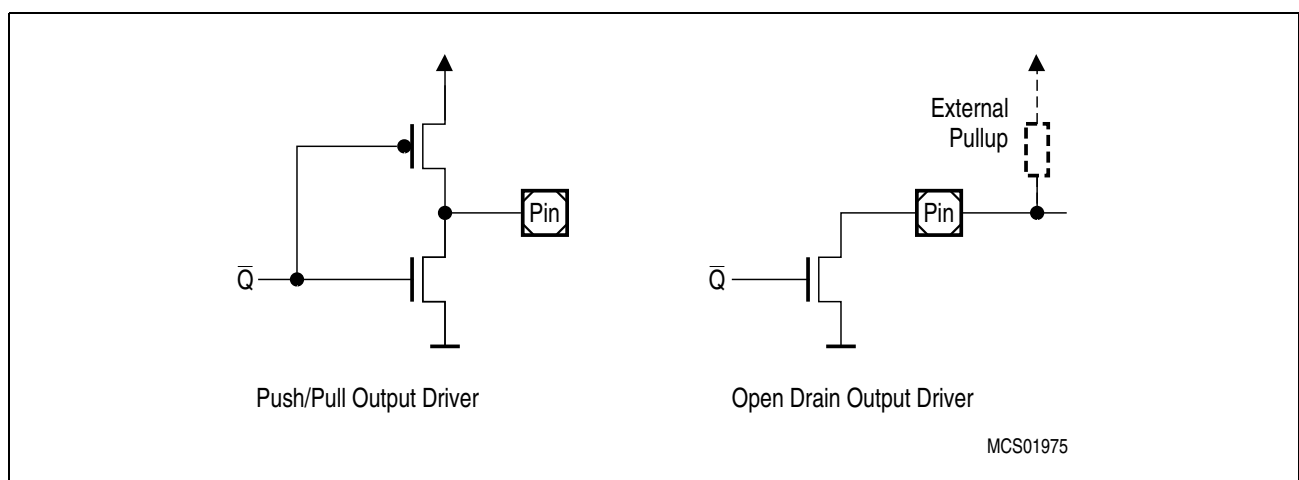 External
Pullup
Pin
Pin
Q̅
Q̅
Push/Pull Output Driver
Open Drain Output Driver
MCS01975